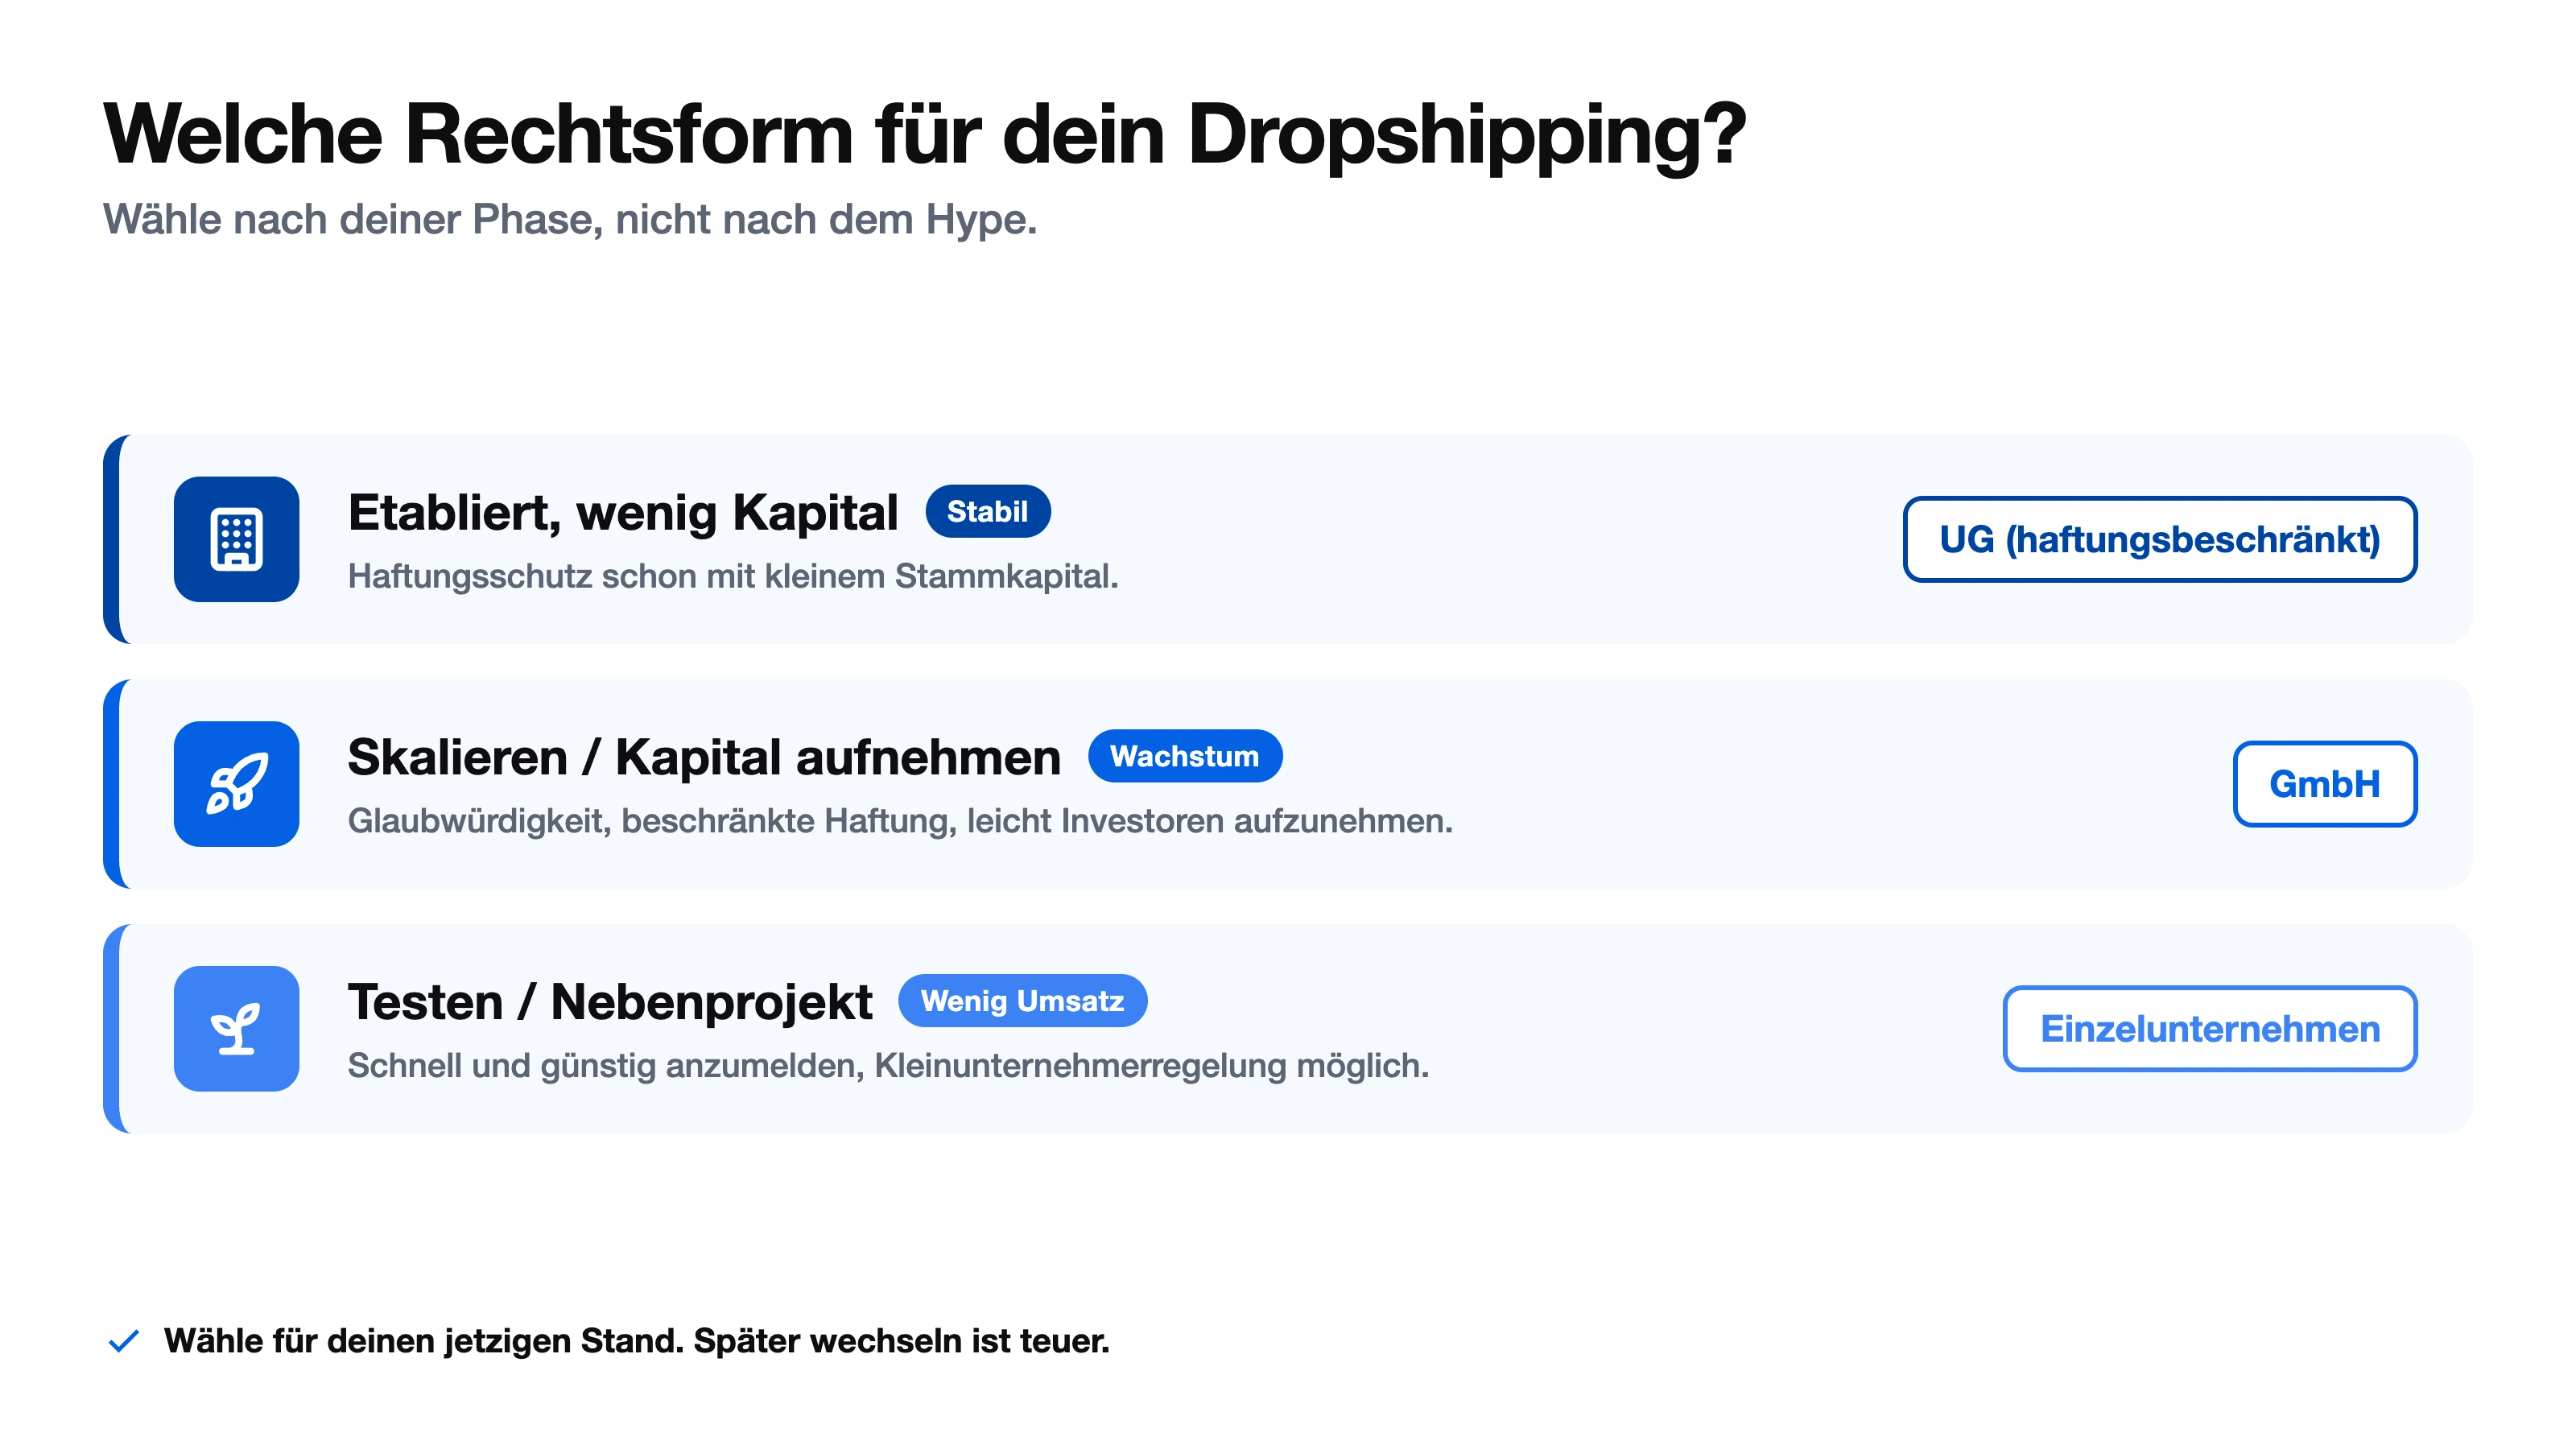 Welche Rechtsform für dein Dropshipping?
Wähle nach deiner Phase, nicht nach dem Hype.
Etabliert, wenig Kapital
Stabil
Haftungsschutz schon mit kleinem Stammkapital.
UG (haftungsbeschränkt)
Skalieren / Kapital aufnehmen
Wachstum
Glaubwürdigkeit, beschränkte Haftung, leicht Investoren aufzunehmen.
GmbH
Testen / Nebenprojekt
Wenig Umsatz
Schnell und günstig anzumelden, Kleinunternehmerregelung möglich.
Einzelunternehmen
Wähle für deinen jetzigen Stand. Später wechseln ist teuer.